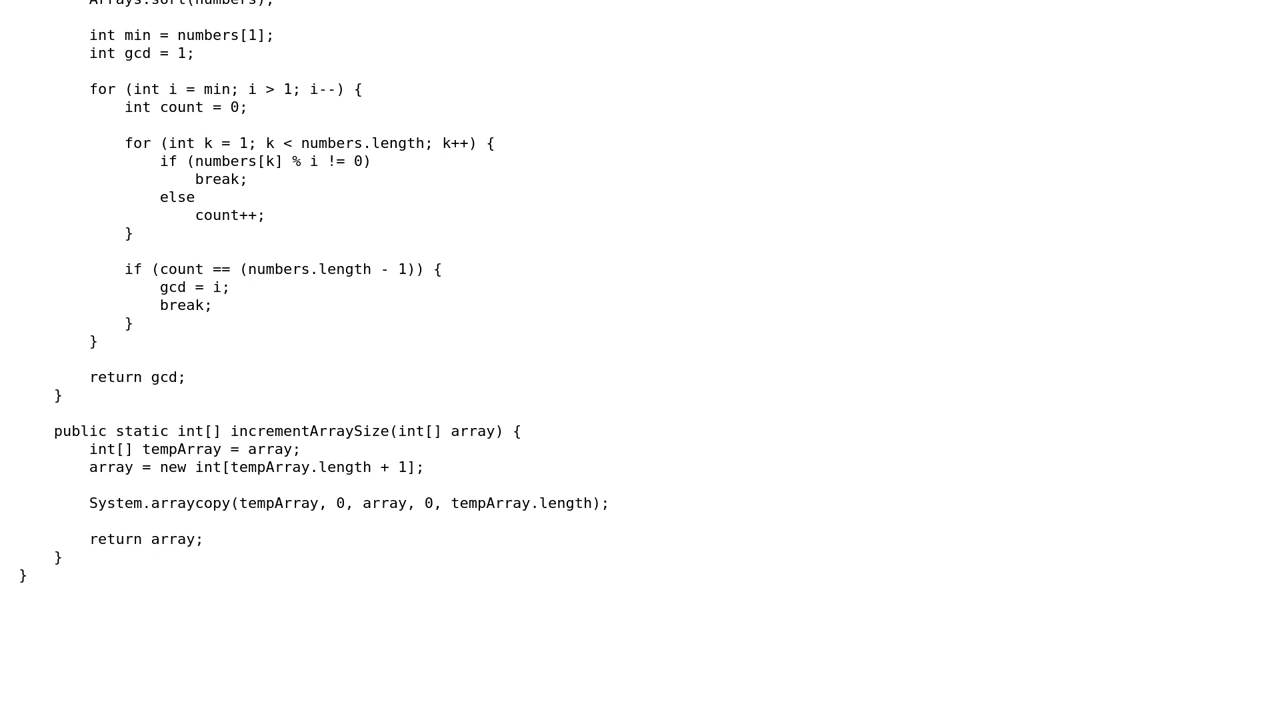 Arrays.sort(numbers);

        int min = numbers[1];
        int gcd = 1;

        for (int i = min; i > 1; i--) {
            int count = 0;

            for (int k = 1; k < numbers.length; k++) {
                if (numbers[k] % i != 0)
                    break;
                else
                    count++;
            }

            if (count == (numbers.length - 1)) {
                gcd = i;
                break;
            }
        }

        return gcd;
    }

    public static int[] incrementArraySize(int[] array) {
        int[] tempArray = array;
        array = new int[tempArray.length + 1];

        System.arraycopy(tempArray, 0, array, 0, tempArray.length);

        return array;
    }
}